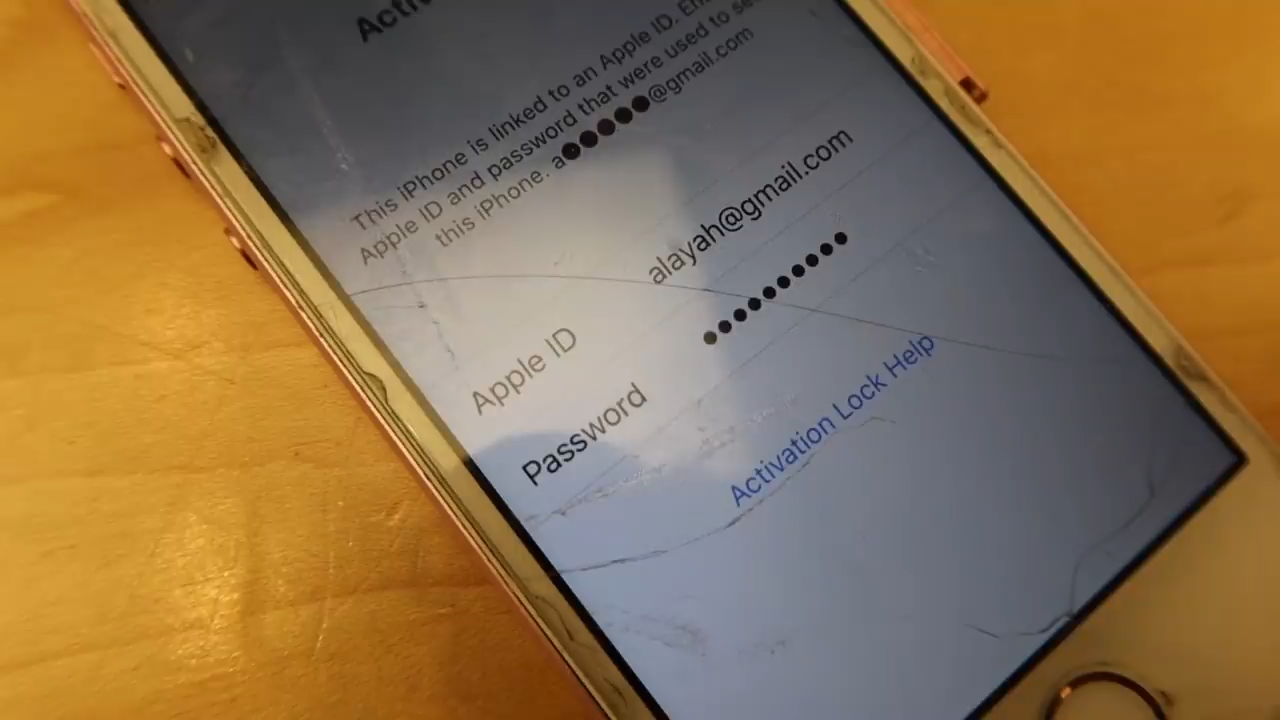 Activ
This iPhone is linked to an Apple ID. En
Apple ID and password that were used to se
this iPhone. a●●●●●@gmail.com
Apple ID alayah@gmail.com
Password ●●●●●●●●●●
Activation Lock Help